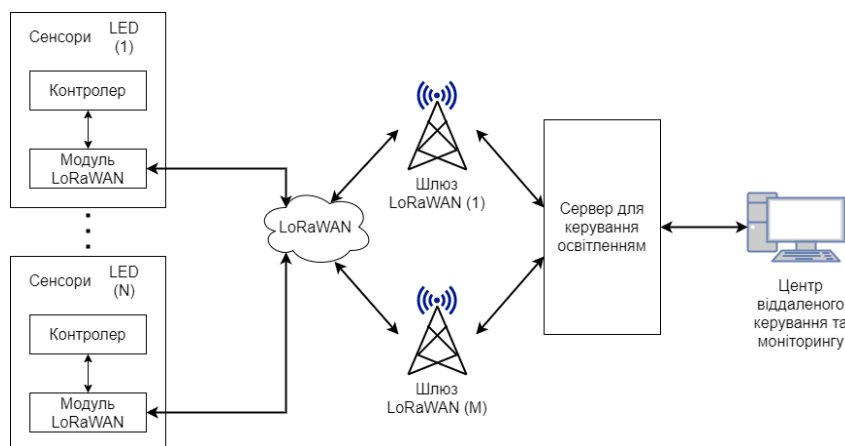 Сенсори
LED
(1)
Контролер
Модуль
LoRaWAN
Сенсори
LED
(N)
Контролер
Модуль
LoRaWAN
LoRaWAN
Шлюз
LoRaWAN (1)
Шлюз
LoRaWAN (M)
Сервер для
керування
освітленням
Центр
віддаленого
керування та
моніторингу